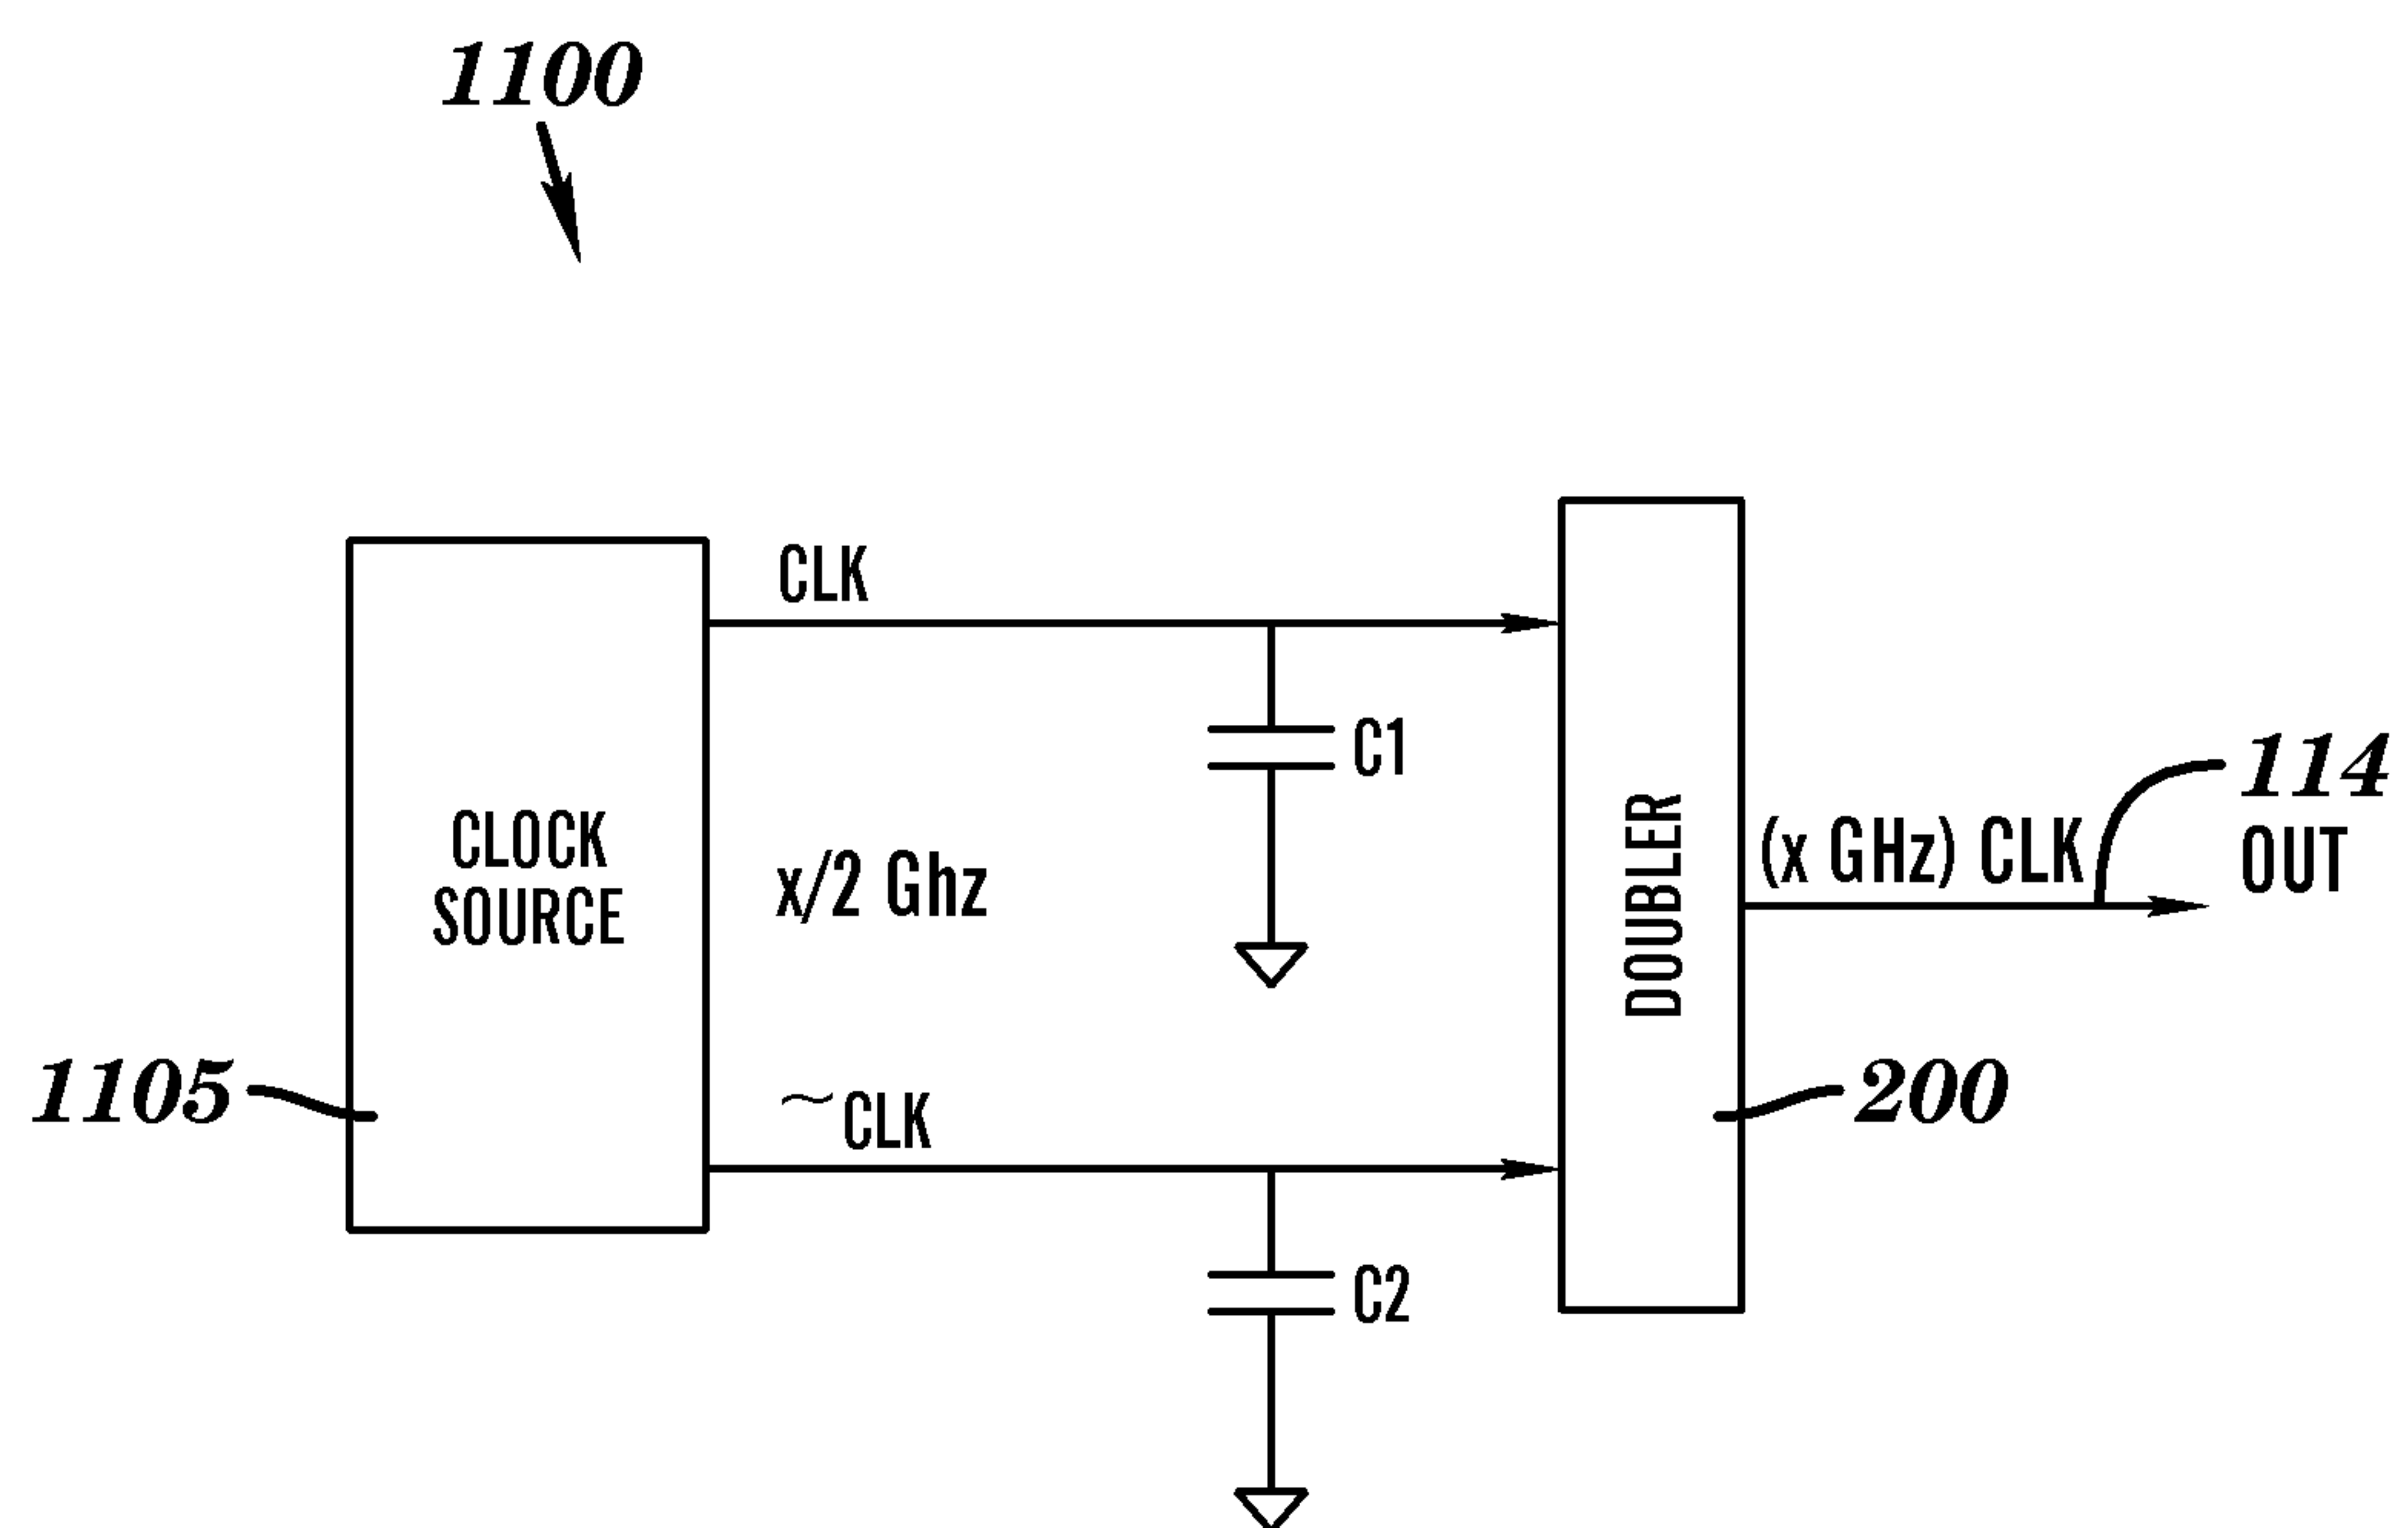 1100
CLK
C1
CLOCK
SOURCE
x/2 Ghz
DOUBLER
(x GHz) CLK
114
OUT
1105
~CLK
200
C2